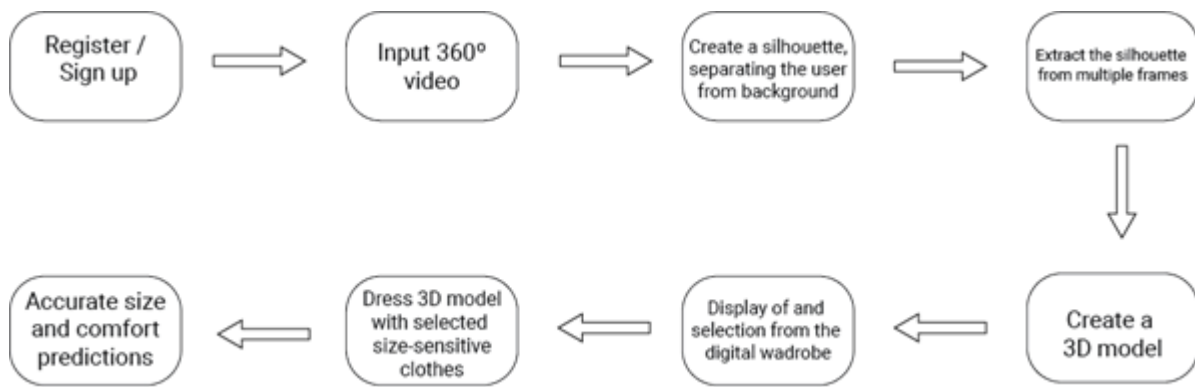 Register /
Sign up
Input 360º
video
Create a silhouette,
separating the user
from background
Extract the silhouette
from multiple frames
Create a
3D model
Display of and
selection from the
digital wadrobe
Dress 3D model
with selected
size-sensitive
clothes
Accurate size
and comfort
predictions